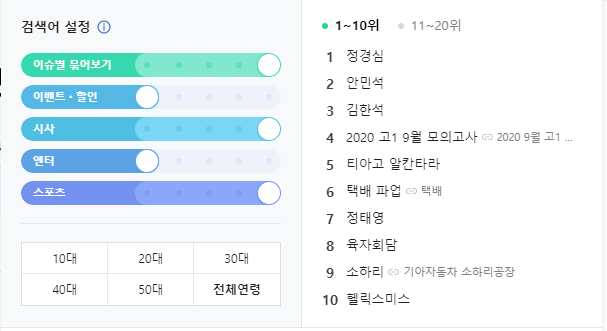 검색어 설정
이슈별 묶어보기
이벤트·할인
시사
엔터
스포츠
10대 20대 30대
40대 50대 전체연령
1~10위 11~20위
1 정경심
2 안민석
3 김한석
4 2020 고1 9월 모의고사 2020 9월 고1 ...
5 티아고 알칸타라
6 택배 파업 택배
7 정태영
8 육자회담
9 소하리 기아자동차 소하리공장
10 헬릭스미스